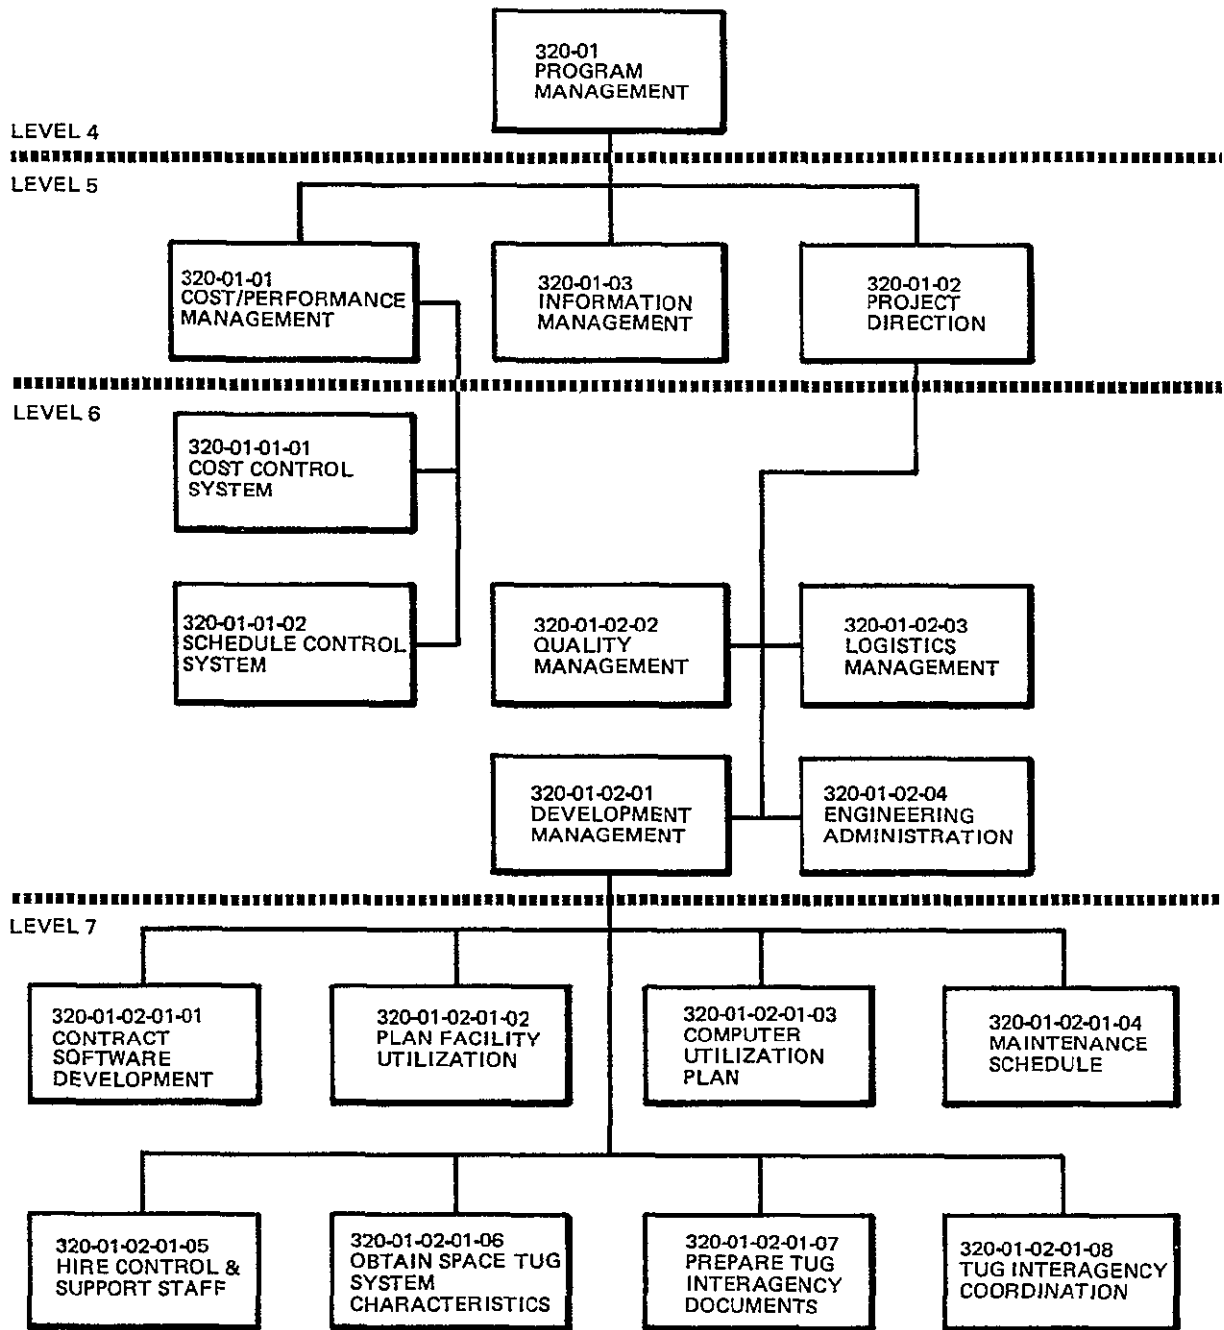 320-01
PROGRAM
MANAGEMENT
LEVEL 4
LEVEL 5
320-01-01
COST/PERFORMANCE
MANAGEMENT
320-01-03
INFORMATION
MANAGEMENT
320-01-02
PROJECT
DIRECTION
LEVEL 6
320-01-01-01
COST CONTROL
SYSTEM
320-01-01-02
SCHEDULE CONTROL
SYSTEM
320-01-02-02
QUALITY
MANAGEMENT
320-01-02-03
LOGISTICS
MANAGEMENT
320-01-02-01
DEVELOPMENT
MANAGEMENT
320-01-02-04
ENGINEERING
ADMINISTRATION
LEVEL 7
320-01-02-01-01
CONTRACT
SOFTWARE
DEVELOPMENT
320-01-02-01-02
PLAN FACILITY
UTILIZATION
320-01-02-01-03
COMPUTER
UTILIZATION
PLAN
320-01-02-01-04
MAINTENANCE
SCHEDULE
320-01-02-01-05
HIRE CONTROL &
SUPPORT STAFF
320-01-02-01-06
OBTAIN SPACE TUG
SYSTEM
CHARACTERISTICS
320-01-02-01-07
PREPARE TUG
INTERAGENCY
DOCUMENTS
320-01-02-01-08
TUG INTERAGENCY
COORDINATION